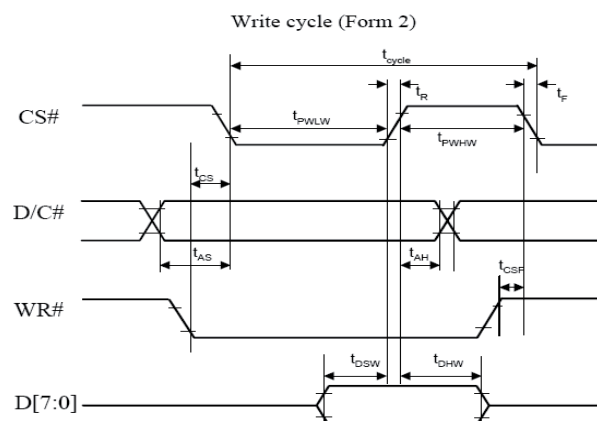 Write cycle (Form 2)
tcycle
CS#
tR
tF
tPWLW
tPWHW
tCS
D/C#
tAS
tAH
tCSF
WR#
tDSW
tDHW
D[7:0]